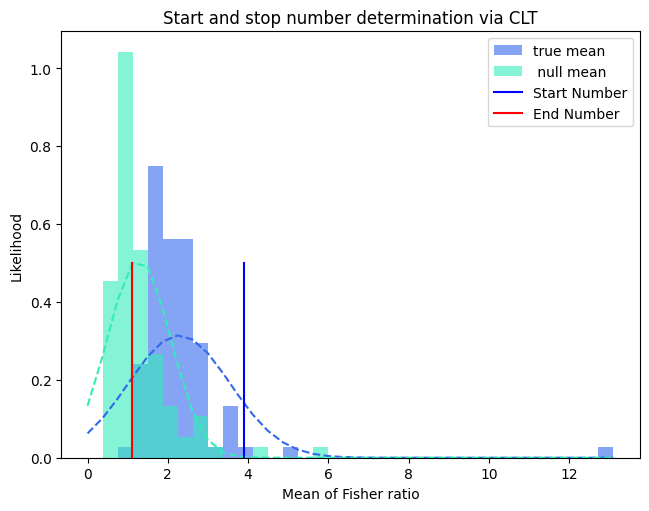 Start and stop number determination via CLT
true mean
null mean
Start Number
End Number
1.0
0.8
0.6
0.4
0.2
0.0
Likelihood
0 2 4 6 8 10 12
Mean of Fisher ratio